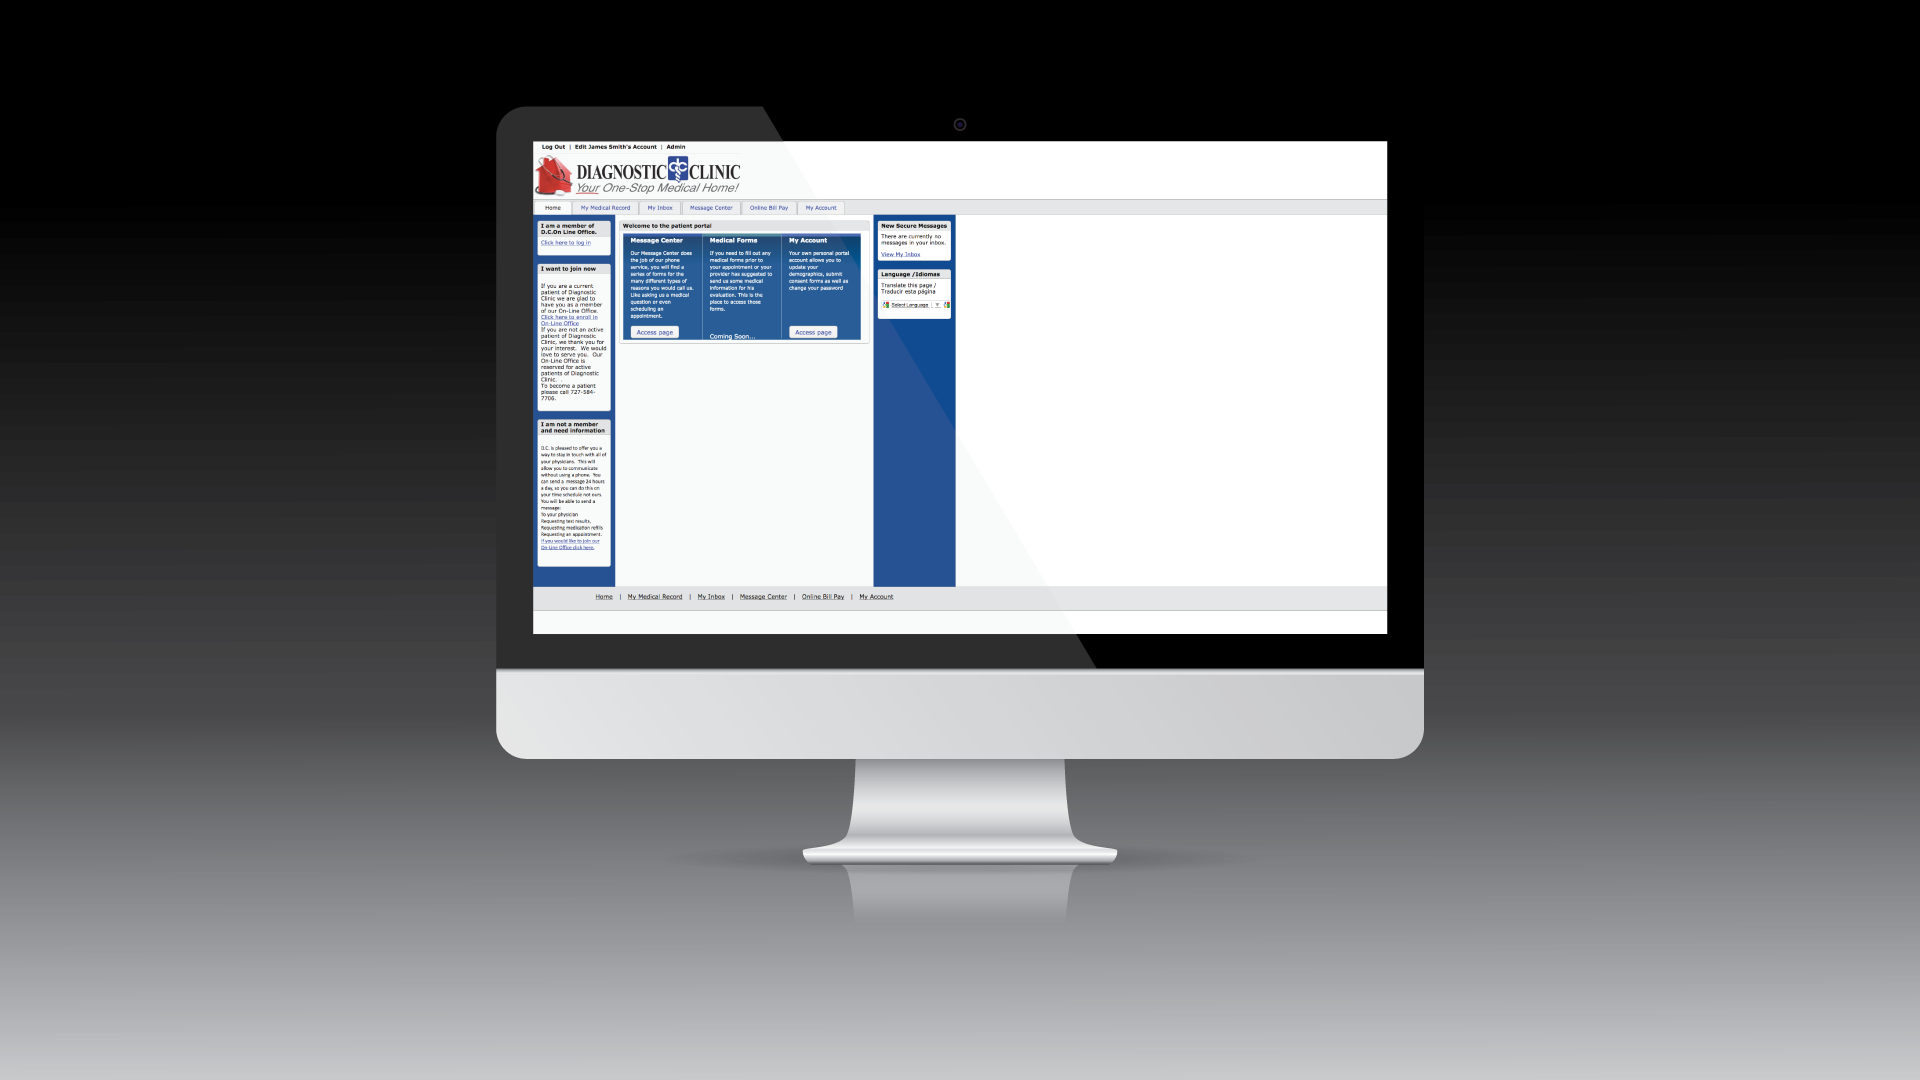 Log Out | Edit James Smith's Account | Admin
DIAGNOSTIC dc CLINIC
Your One-Stop Medical Home!
Home
My Medical Record
My Inbox
Message Center
Online Bill Pay
My Account
I am a member of
D.C.On Line Office.
Click here to log in
I want to join now
If you are a current
patient of Diagnostic
Clinic we are glad to
have you as a member
of our On-Line Office.
Click here to enroll in
On-Line Office
If you are not an active
patient of Diagnostic
Clinic, we thank you for
your interest. We would
love to serve you. Our
On-Line Office is
reserved for active
patients of Diagnostic
Clinic.
To become a patient
please call 727-584-
7706.
I am not a member
and need information
D.C. is pleased to offer you a
way to stay in touch with all of
your physicians. This will
allow you to communicate
without using a phone. You
can send a message 24 hours
a day, so you can do this on
your time schedule not ours.
You will be able to send a
message:
To your physician
Requesting test results,
Requesting medication refills
Requesting an appointment.
If you would like to join our
On-Line Office click here.
Welcome to the patient portal
Message Center
Our Message Center does
the job of our phone
service, you will find a
series of forms for the
many different types of
reasons you would call us.
Like asking us a medical
question or even
scheduling an
appointment.
Access page
Medical Forms
If you need to fill out any
medical forms prior to
your appointment or your
provider has suggested to
send us some medical
information for his
evaluation. This is the
place to access those
forms.
Coming Soon...
My Account
Your own personal portal
account allows you to
update your
demographics, submit
consent forms as well as
change your password
Access page
New Secure Messages
There are currently no
messages in your inbox.
View My Inbox
Language /Idiomas
Translate this page /
Traducir esta página
Select Language
Home | My Medical Record | My Inbox | Message Center | Online Bill Pay | My Account